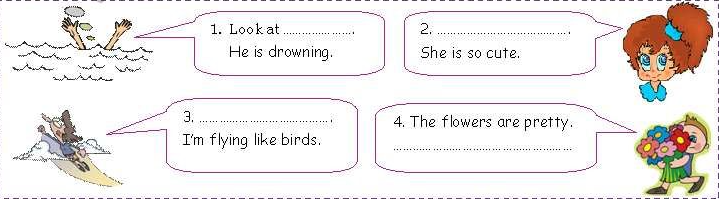 1. Look at ....................
He is drowning.
2. ....................................
She is so cute.
3. ....................................
I'm flying like birds.
4. The flowers are pretty.
........................................